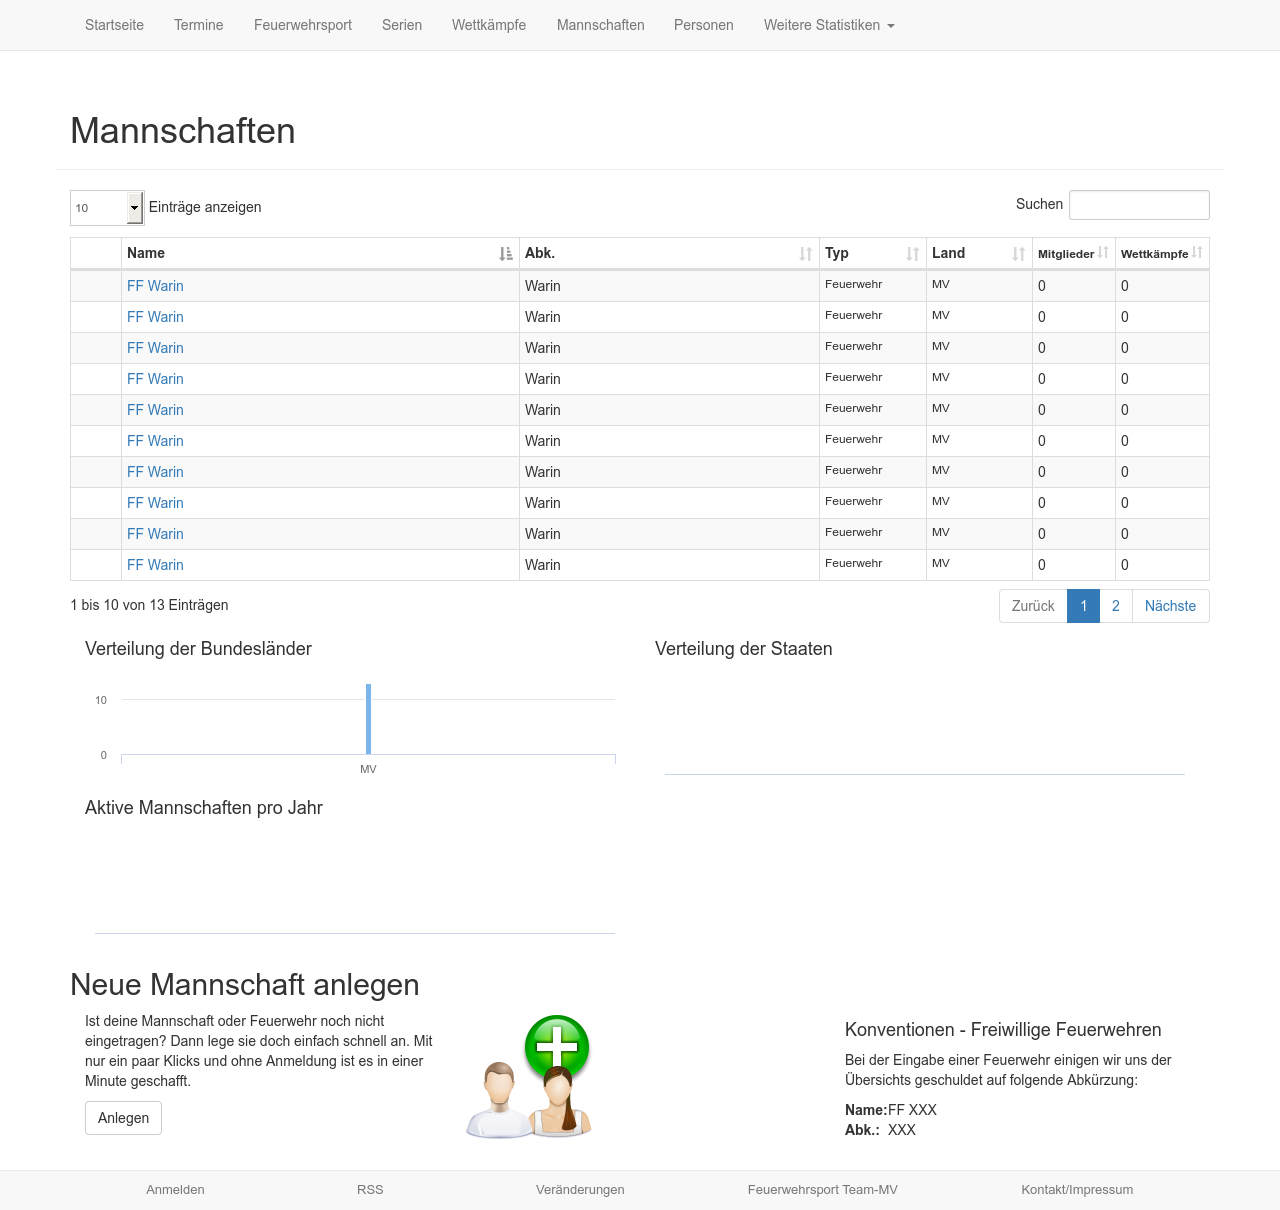 Startseite Termine Feuerwehrsport Serien Wettkämpfe Mannschaften Personen Weitere Statistiken
Mannschaften
10 Einträge anzeigen Suchen
Name Abk. Typ Land Mitglieder Wettkämpfe
FF Warin Warin Feuerwehr MV 0 0
FF Warin Warin Feuerwehr MV 0 0
FF Warin Warin Feuerwehr MV 0 0
FF Warin Warin Feuerwehr MV 0 0
FF Warin Warin Feuerwehr MV 0 0
FF Warin Warin Feuerwehr MV 0 0
FF Warin Warin Feuerwehr MV 0 0
FF Warin Warin Feuerwehr MV 0 0
FF Warin Warin Feuerwehr MV 0 0
FF Warin Warin Feuerwehr MV 0 0
1 bis 10 von 13 Einträgen Zurück 1 2 Nächste
Verteilung der Bundesländer
10
0
MV
Verteilung der Staaten
Aktive Mannschaften pro Jahr
Neue Mannschaft anlegen
Ist deine Mannschaft oder Feuerwehr noch nicht
eingetragen? Dann lege sie doch einfach schnell an. Mit
nur ein paar Klicks und ohne Anmeldung ist es in einer
Minute geschafft.
Anlegen
Konventionen - Freiwillige Feuerwehren
Bei der Eingabe einer Feuerwehr einigen wir uns der
Übersichts geschuldet auf folgende Abkürzung:
Name: FF XXX
Abk.: XXX
Anmelden RSS Veränderungen Feuerwehrsport Team-MV Kontakt/Impressum